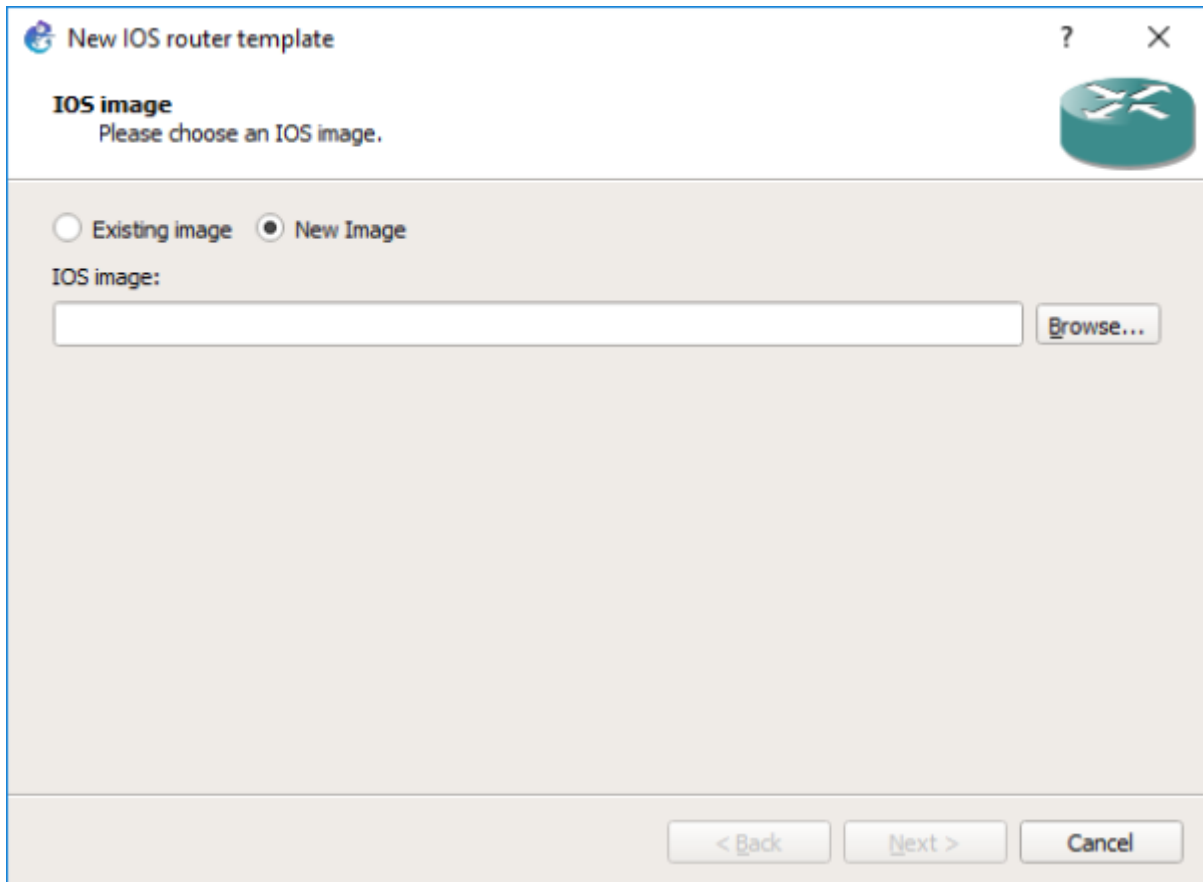 New IOS router template ?
IOS image
Please choose an IOS image.
Existing image New Image
IOS image:
Browse...
< Back Next > Cancel